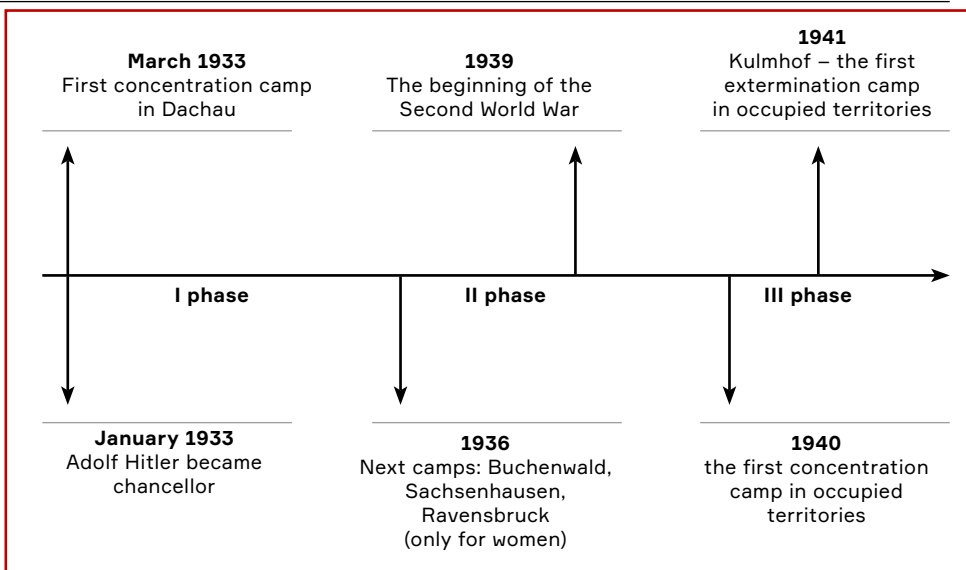 March 1933
First concentration camp
in Dachau
1939
The beginning of the
Second World War
1941
Kulmhof – the first
extermination camp
in occupied territories
I phase
II phase
III phase
January 1933
Adolf Hitler became
chancellor
1936
Next camps: Buchenwald,
Sachsenhausen,
Ravensbruck
(only for women)
1940
the first concentration
camp in occupied
territories